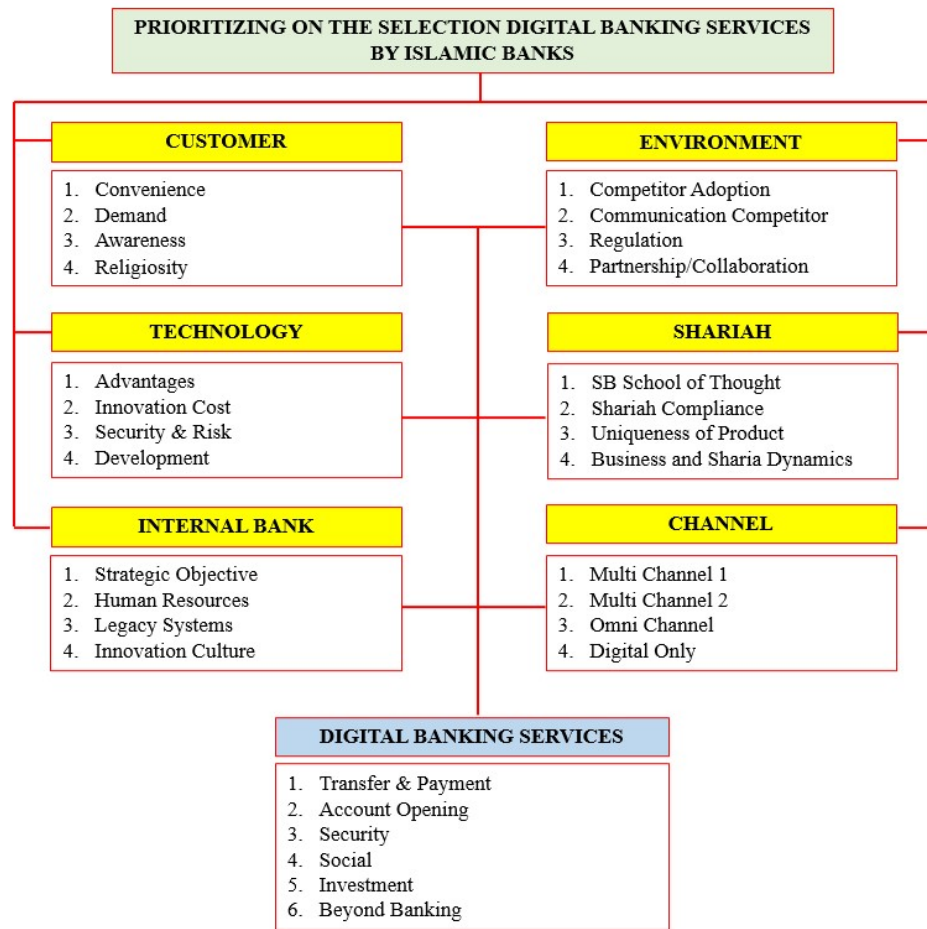 PRIORITIZING ON THE SELECTION DIGITAL BANKING SERVICES
BY ISLAMIC BANKS
CUSTOMER
1. Convenience
2. Demand
3. Awareness
4. Religiosity
ENVIRONMENT
1. Competitor Adoption
2. Communication Competitor
3. Regulation
4. Partnership/Collaboration
TECHNOLOGY
1. Advantages
2. Innovation Cost
3. Security & Risk
4. Development
SHARIAH
1. SB School of Thought
2. Shariah Compliance
3. Uniqueness of Product
4. Business and Sharia Dynamics
INTERNAL BANK
1. Strategic Objective
2. Human Resources
3. Legacy Systems
4. Innovation Culture
CHANNEL
1. Multi Channel 1
2. Multi Channel 2
3. Omni Channel
4. Digital Only
DIGITAL BANKING SERVICES
1. Transfer & Payment
2. Account Opening
3. Security
4. Social
5. Investment
6. Beyond Banking